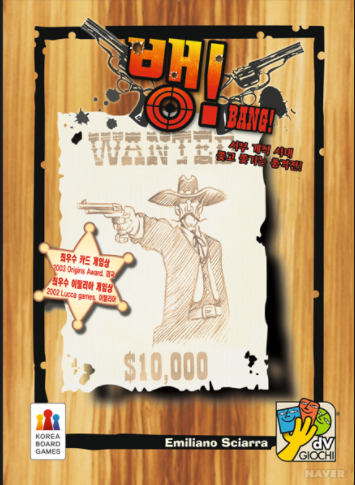 뱅!
BANG!
WANTED
서부 개척 시대
쫓고 쫓기는 총격전!!
최우수 카드 게임상
2003 Origins Award, 미국
최우수 이탈리아 게임상
2002 Lucca games, 이탈리아
$10,000
KOREA
BOARD
GAMES
Emiliano Sciarra
dV
GIOCHI
NAVER